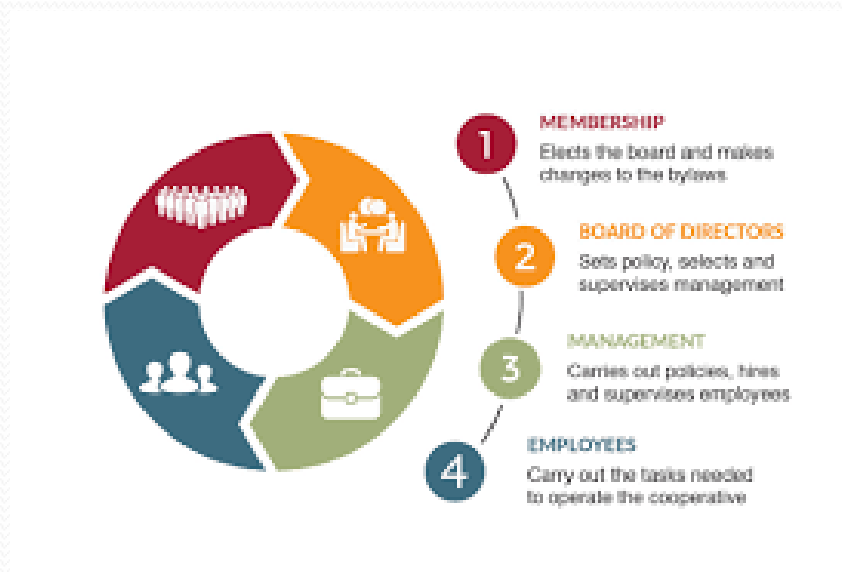 1
MEMBERSHIP
Elects the board and makes
changes to the bylaws
2
BOARD OF DIRECTORS
Sets policy, selects and
supervises management
3
MANAGEMENT
Carries out policies, hires
and supervises employees
4
EMPLOYEES
Carry out the tasks needed
to operate the cooperative